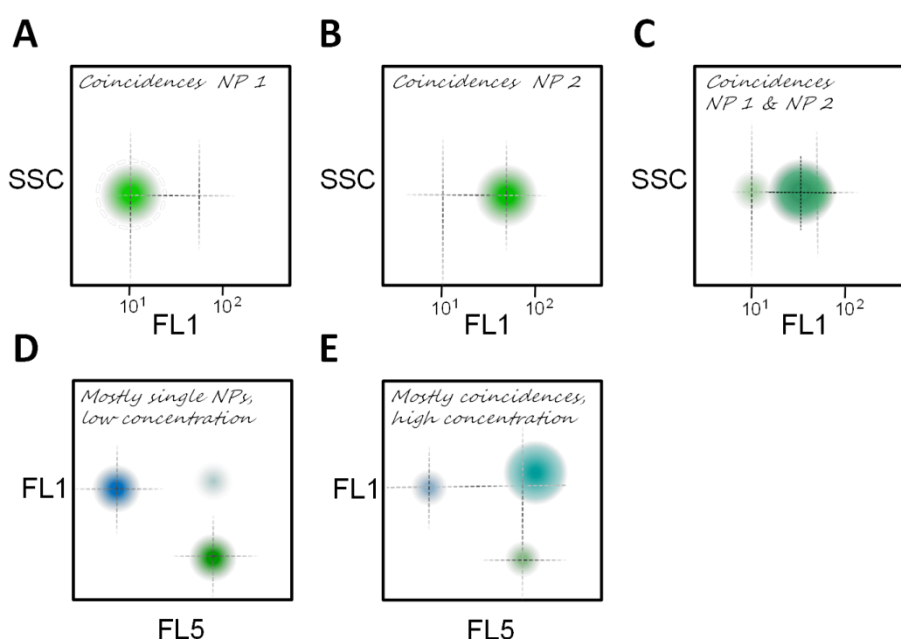 A
Coincidences NP 1
SSC
10¹ 10²
FL1
B
Coincidences NP 2
SSC
10¹ 10²
FL1
C
Coincidences
NP 1 & NP 2
SSC
10¹ 10²
FL1
D
Mostly single NPs,
low concentration
FL1
FL5
E
Mostly coincidences,
high concentration
FL1
FL5